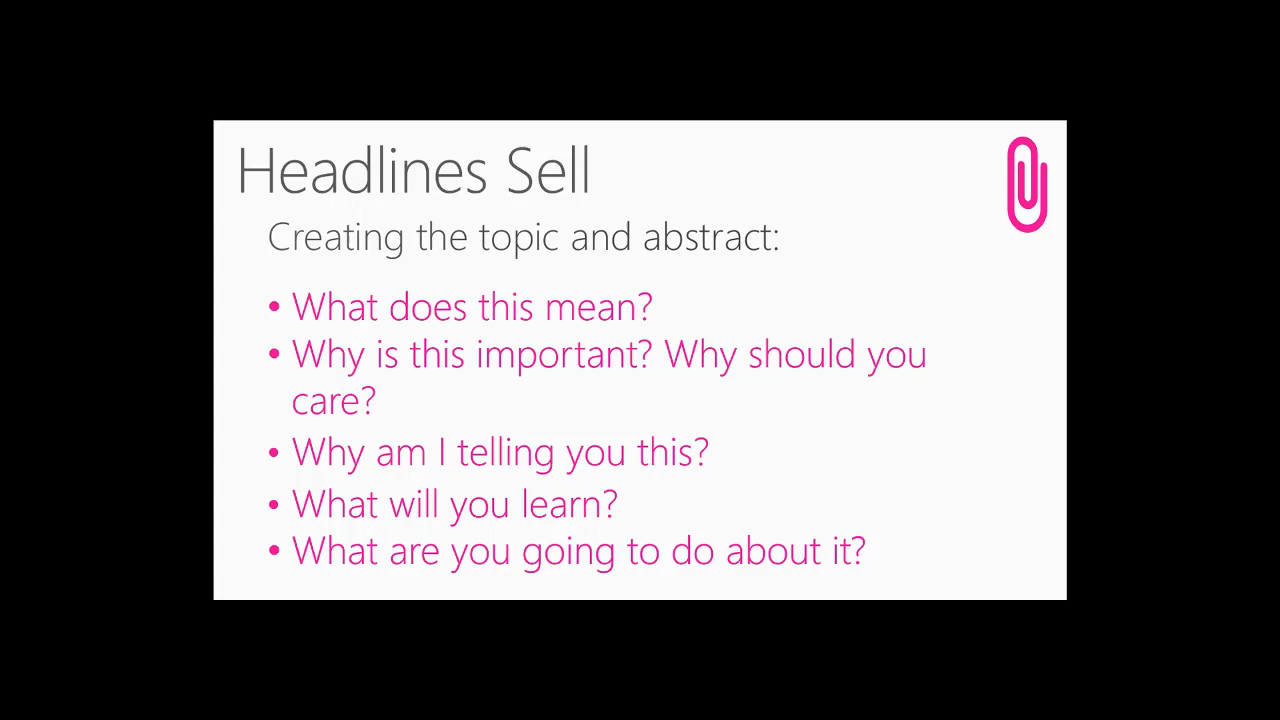 Headlines Sell
Creating the topic and abstract:
• What does this mean?
• Why is this important? Why should you
care?
• Why am I telling you this?
• What will you learn?
• What are you going to do about it?